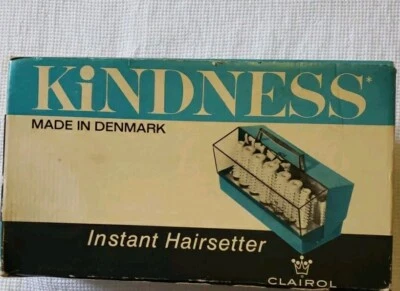 KiNDNESS*
MADE IN DENMARK
Instant Hairsetter
CLAIROL